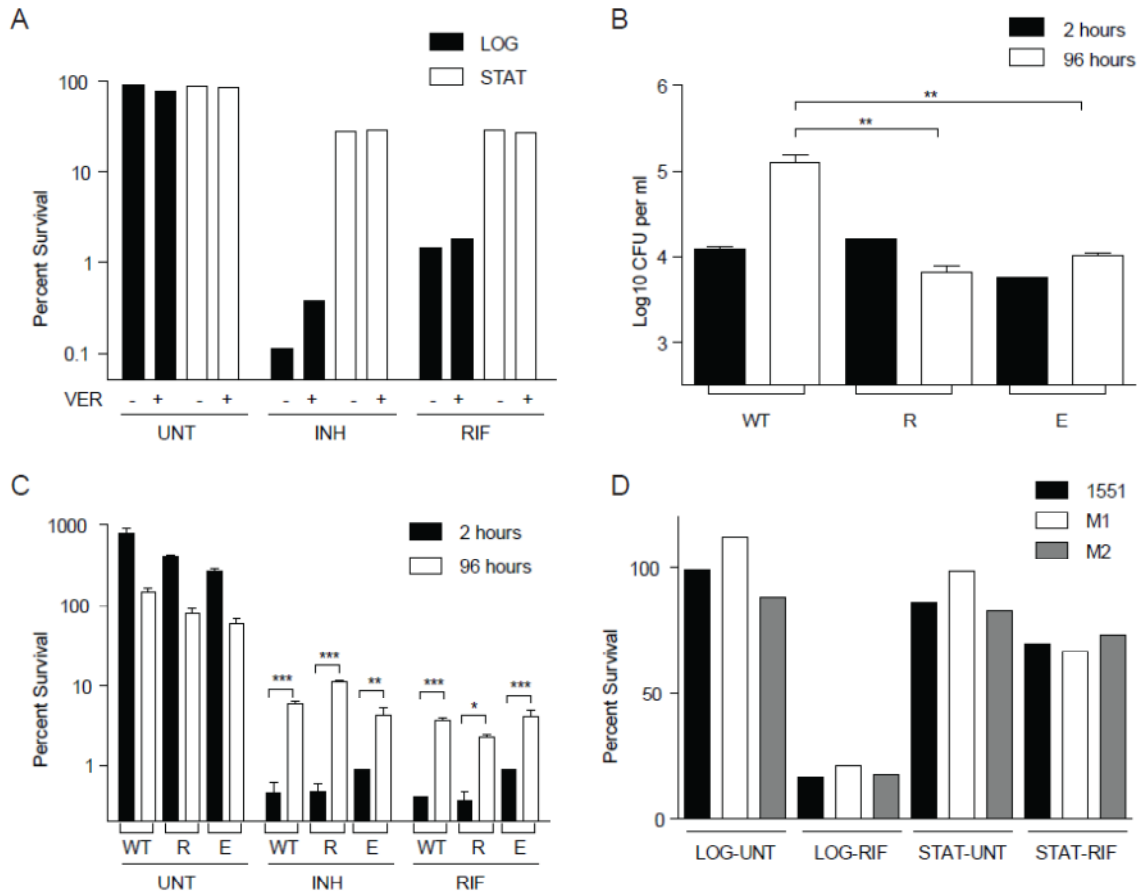 A
LOG
STAT
Percent Survival
100
10
1
0.1
VER - + - + - + - + - + - +
UNT INH RIF
B
2 hours
96 hours
Log10 CFU per ml
6
5
4
3
**
**
WT R E
C
2 hours
96 hours
Percent Survival
1000
100
10
1
*** *** ** *** * ***
WT R E WT R E WT R E
UNT INH RIF
D
1551
M1
M2
Percent Survival
100
50
0
LOG-UNT LOG-RIF STAT-UNT STAT-RIF